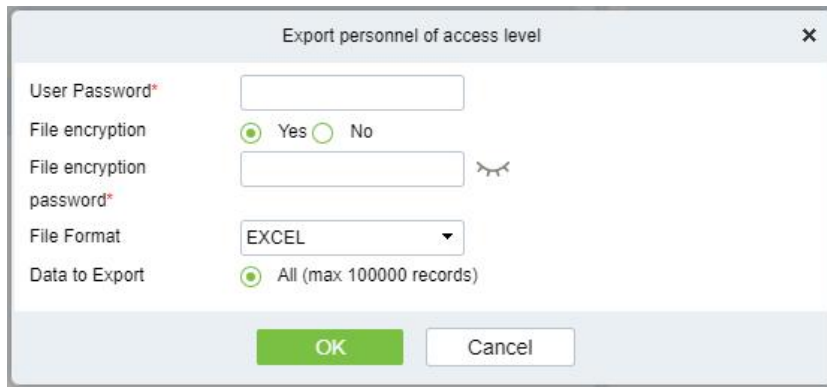 Export personnel of access level ×
User Password*
File encryption Yes No
File encryption
password*
File Format EXCEL
Data to Export All (max 100000 records)
OK Cancel